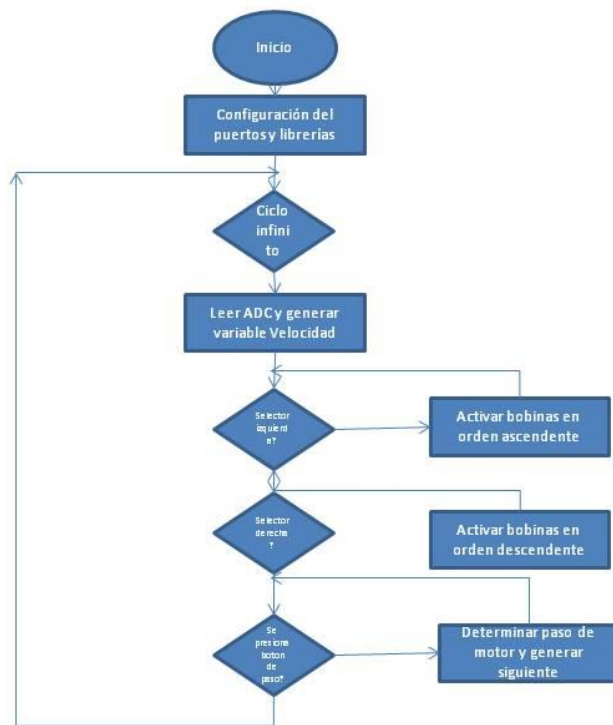 Inicio
Configuración del
puertos y librerías
Ciclo
infini
to
Leer ADC y generar
variable Velocidad
Selector
izquierd
a?
Activar bobinas en
orden ascendente
Selector
derecha
?
Activar bobinas en
orden descendente
Se
presiona
boton
de
paso?
Determinar paso de
motor y generar
siguiente